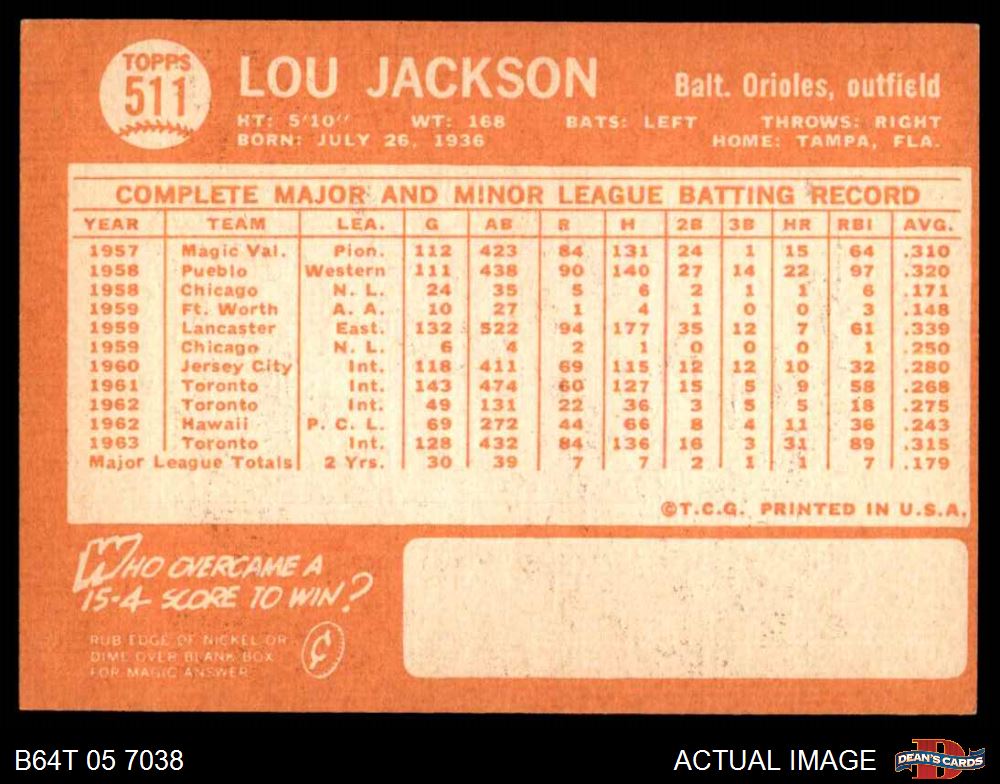 TOPPS
511
LOU JACKSON
Balt. Orioles, outfield
HT: 5'10" WT: 168 BATS: LEFT THROWS: RIGHT
BORN: JULY 26, 1936 HOME: TAMPA, FLA.
COMPLETE MAJOR AND MINOR LEAGUE BATTING RECORD
YEAR TEAM LEA. G AB R H 2B 3B HR RBI AVG.
1957 Magic Val. Pion. 112 423 84 131 24 1 15 64 .310
1958 Pueblo Western 111 438 90 140 27 14 22 97 .320
1958 Chicago N. L. 24 35 5 6 2 1 1 6 .171
1959 Ft. Worth A. A. 10 27 1 4 1 0 0 3 .148
1959 Lancaster East. 132 522 94 177 35 12 7 61 .339
1959 Chicago N. L. 6 4 2 1 0 0 0 1 .250
1960 Jersey City Int. 118 411 69 115 12 12 10 32 .280
1961 Toronto Int. 143 474 60 127 15 5 9 58 .268
1962 Toronto Int. 49 131 22 36 3 5 5 18 .275
1962 Hawaii P. C. L. 69 272 44 66 8 4 11 36 .243
1963 Toronto Int. 128 432 84 136 16 3 31 89 .315
Major League Totals 2 Yrs. 30 39 7 7 2 1 1 7 .179
©T.C.G. PRINTED IN U.S.A.
WHO OVERCAME A
15-4 SCORE TO WIN?
RUB EDGE OF NICKEL OR
DIME OVER BLANK BOX
FOR MAGIC ANSWER
¢
B64T 05 7038 ACTUAL IMAGE
D
DEAN'S CARDS